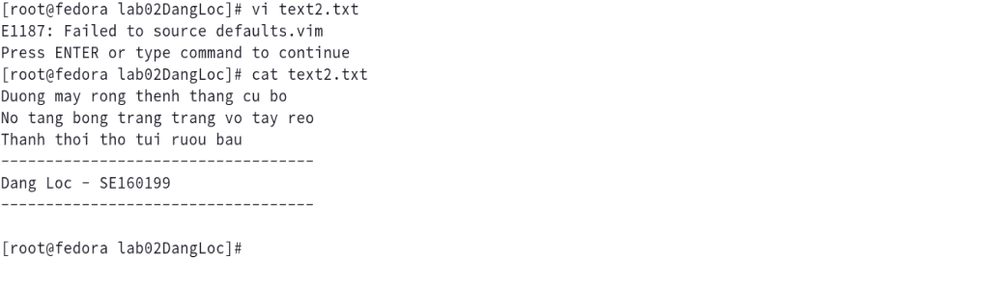 [root@fedora lab02DangLoc]# vi text2.txt
E1187: Failed to source defaults.vim
Press ENTER or type command to continue
[root@fedora lab02DangLoc]# cat text2.txt
Duong may rong thenh thang cu bo
No tang bong trang trang vo tay reo
Thanh thoi tho tui ruou bau
-----------------------------------
Dang Loc - SE160199
-----------------------------------
[root@fedora lab02DangLoc]#